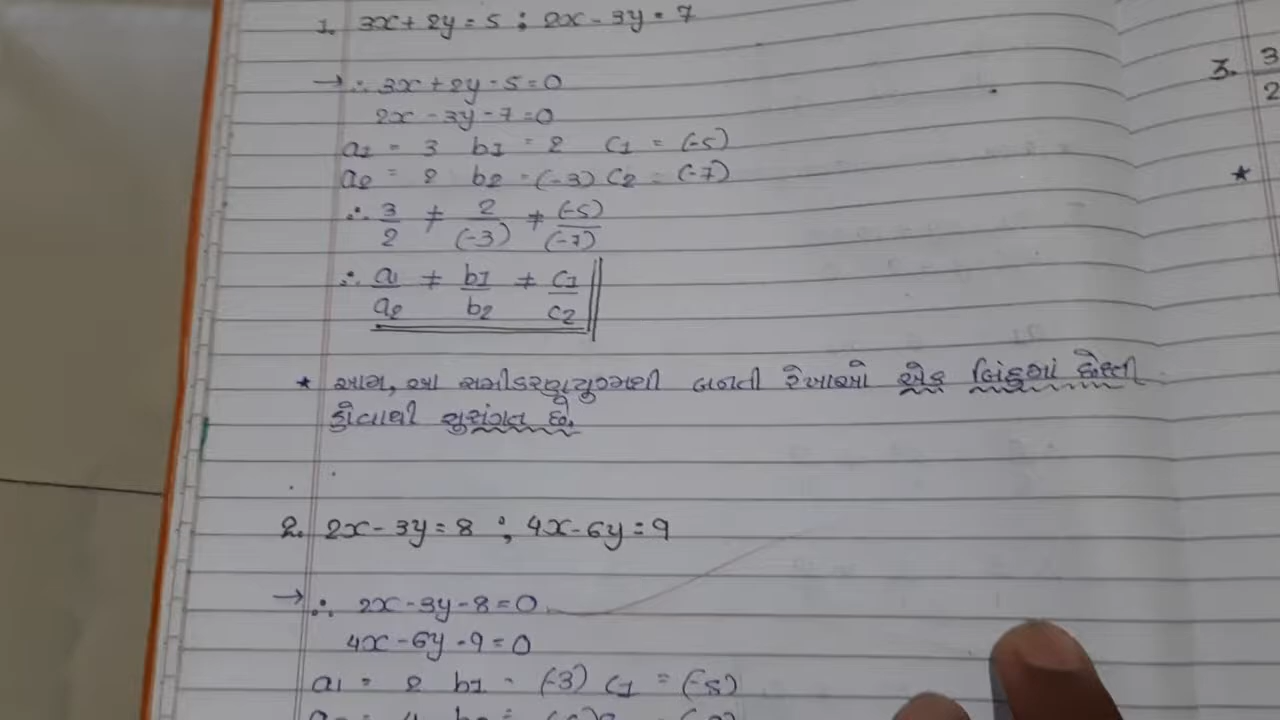 1. 3x + 2y = 5 ; 2x - 3y = 7
→ ∴ 3x + 2y - 5 = 0
2x - 3y - 7 = 0
a1 = 3 b1 = 2 c1 = (-5)
a2 = 2 b2 = (-3) c2 = (-7)
∴ 3/2 ≠ 2/(-3) ≠ (-5)/(-7)
∴ a1/a2 ≠ b1/b2 ≠ c1/c2
* આમ, આ સમીકરણયુગ્મથી બનતી રેખાઓ એક બિંદુમાં છેદતી
હોવાથી સુસંગત છે.
2. 2x - 3y = 8 ; 4x - 6y = 9
→ ∴ 2x - 3y - 8 = 0
4x - 6y - 9 = 0
a1 = 2 b1 = (-3) c1 = (-8)
3. 3
2
*